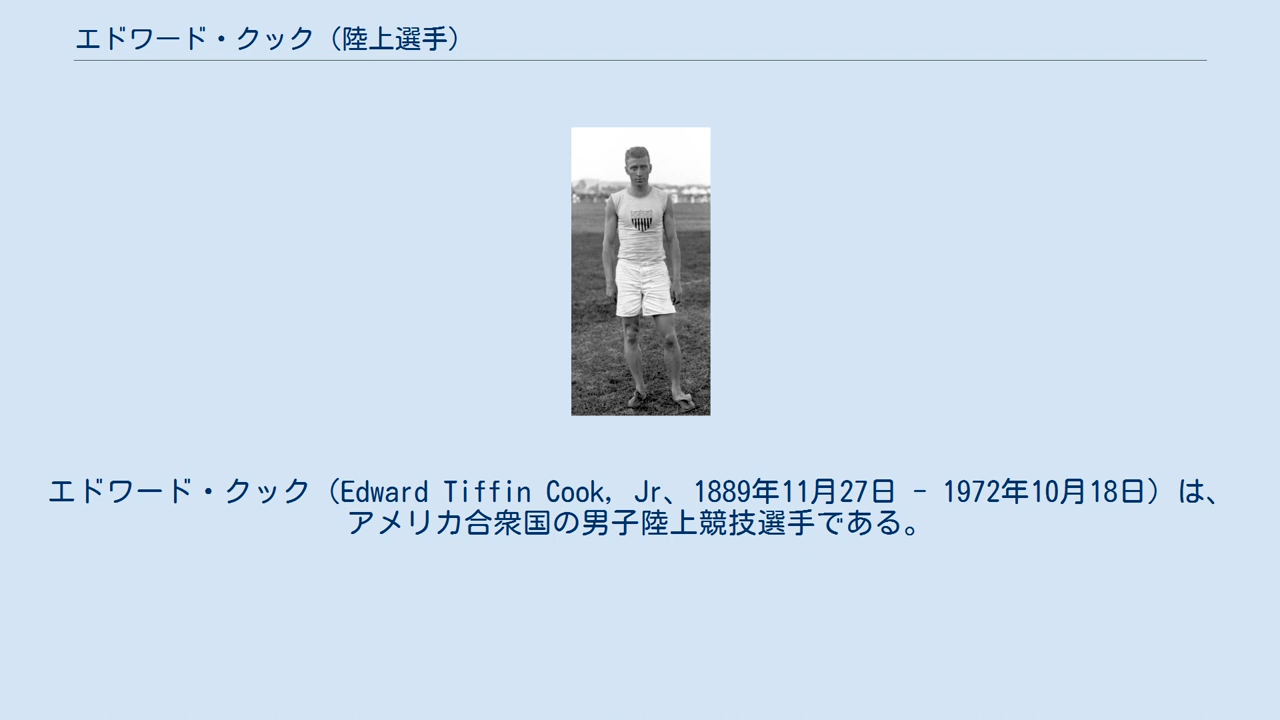 エドワード・クック（陸上選手）
エドワード・クック（Edward Tiffin Cook, Jr、1889年11月27日 - 1972年10月18日）は、
アメリカ合衆国の男子陸上競技選手である。